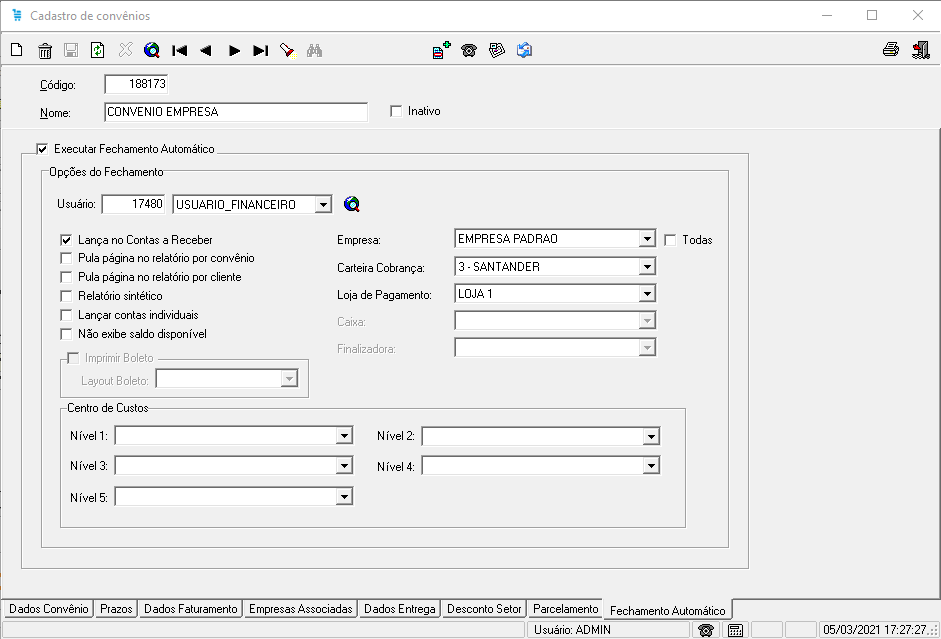 Cadastro de convênios
Código: 188173
Nome: CONVENIO EMPRESA Inativo
Executar Fechamento Automático
Opções do Fechamento
Usuário: 17480 USUARIO_FINANCEIRO
Lança no Contas a Receber
Pula página no relatório por convênio
Pula página no relatório por cliente
Relatório sintético
Lançar contas individuais
Não exibe saldo disponível
Imprimir Boleto
Layout Boleto:
Empresa: EMPRESA PADRAO Todas
Carteira Cobrança: 3 - SANTANDER
Loja de Pagamento: LOJA 1
Caixa:
Finalizadora:
Centro de Custos
Nível 1: Nível 2:
Nível 3: Nível 4:
Nível 5:
Dados Convênio Prazos Dados Faturamento Empresas Associadas Dados Entrega Desconto Setor Parcelamento Fechamento Automático
Usuário: ADMIN 05/03/2021 17:27:27